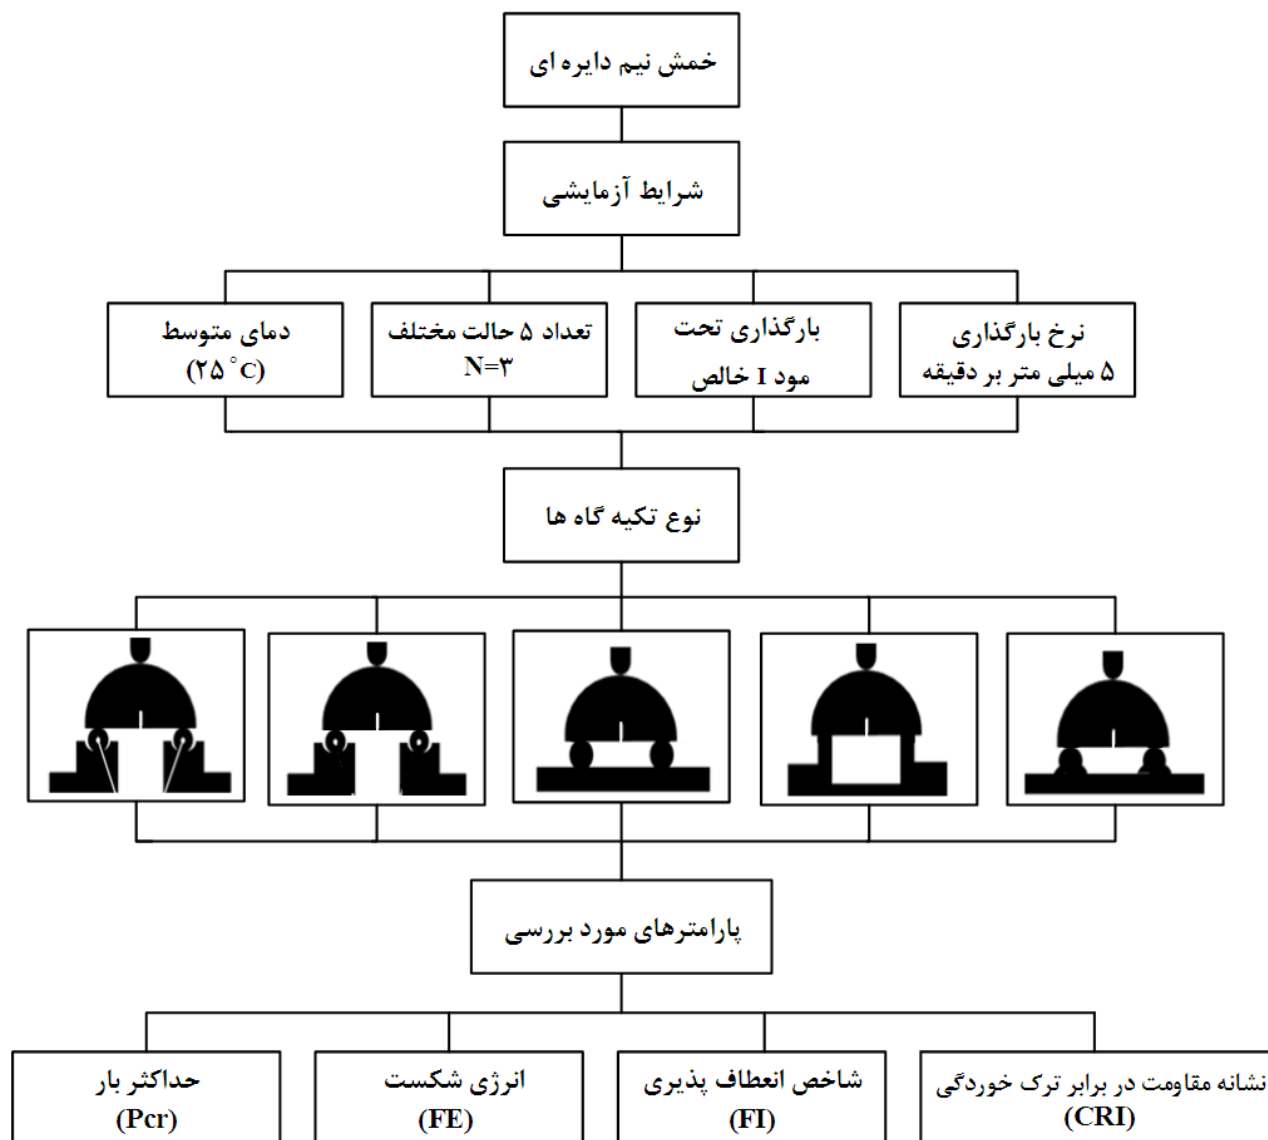 خمش نیم دایره ای
شرایط آزمایشی
نرخ بارگذاری
۵ میلی متر بر دقیقه
بارگذاری تحت
مود I خالص
تعداد ۵ حالت مختلف
N=۳
دمای متوسط
(۲۵°C)
نوع تکیه گاه ها
پارامترهای مورد بررسی
نشانه مقاومت در برابر ترک خوردگی
(CRI)
شاخص انعطاف پذیری
(FI)
انرژی شکست
(FE)
حداکثر بار
(Pcr)